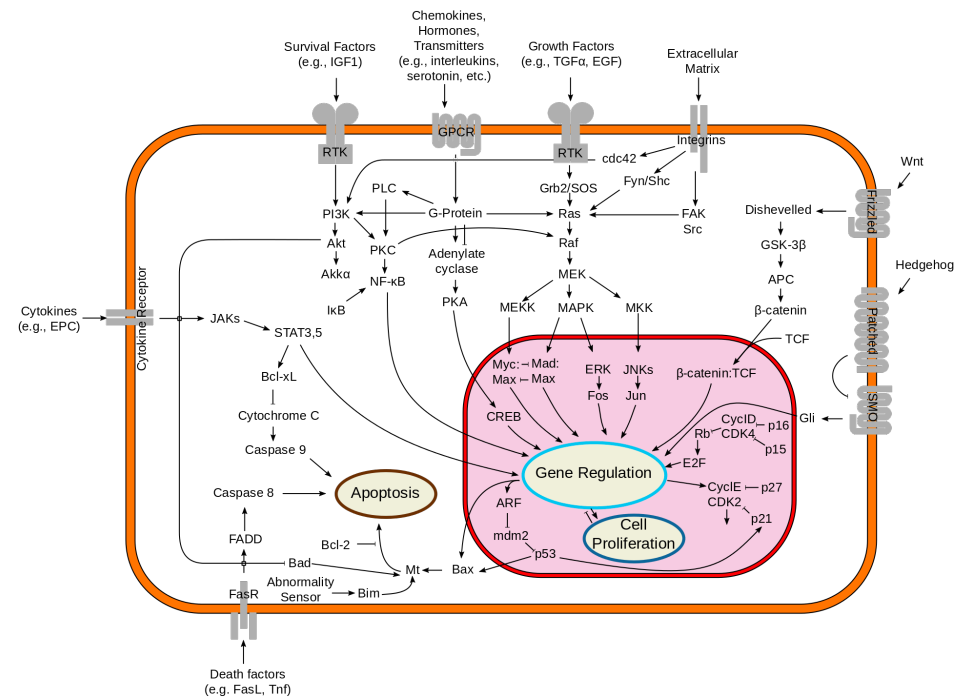 Chemokines,
Hormones,
Transmitters
(e.g., interleukins,
serotonin, etc.)
Survival Factors
(e.g., IGF1)
Growth Factors
(e.g., TGFα, EGF)
Extracellular
Matrix
GPCR
RTK
RTK
Integrins
cdc42
Wnt
PLC
Grb2/SOS
Fyn/Shc
Frizzled
PI3K
G-Protein
Ras
FAK
Src
Dishevelled
Akt
PKC
Raf
GSK-3β
Adenylate
cyclase
Akkα
NF-κB
MEK
APC
Hedgehog
PKA
IκB
MEKK
MAPK
MKK
β-catenin
Cytokines
(e.g., EPC)
Cytokine Receptor
JAKs
STAT3,5
TCF
Patched
Myc:
Max
Mad:
Max
ERK
JNKs
β-catenin:TCF
Bcl-xL
Fos
Jun
SMO
Cytochrome C
CREB
Gli
CycID
CDK4
p16
Rb
p15
Caspase 9
E2F
Gene Regulation
Caspase 8
Apoptosis
CyclE
CDK2
p27
ARF
p21
Cell
Proliferation
mdm2
FADD
Bcl-2
p53
Bad
Mt
Bax
Abnormality
Sensor
Bim
FasR
Death factors
(e.g. FasL, Tnf)